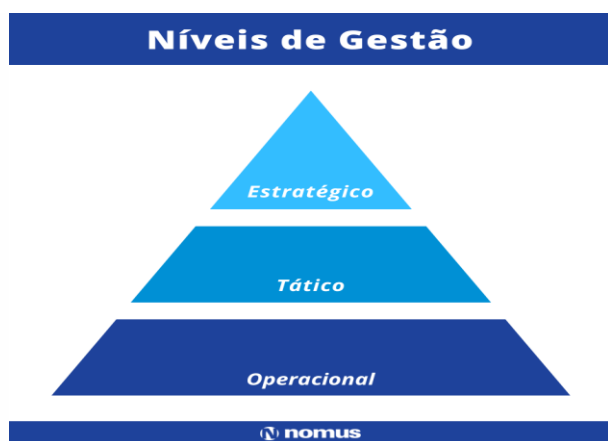 Níveis de Gestão
Estratégico
Tático
Operacional
nomus